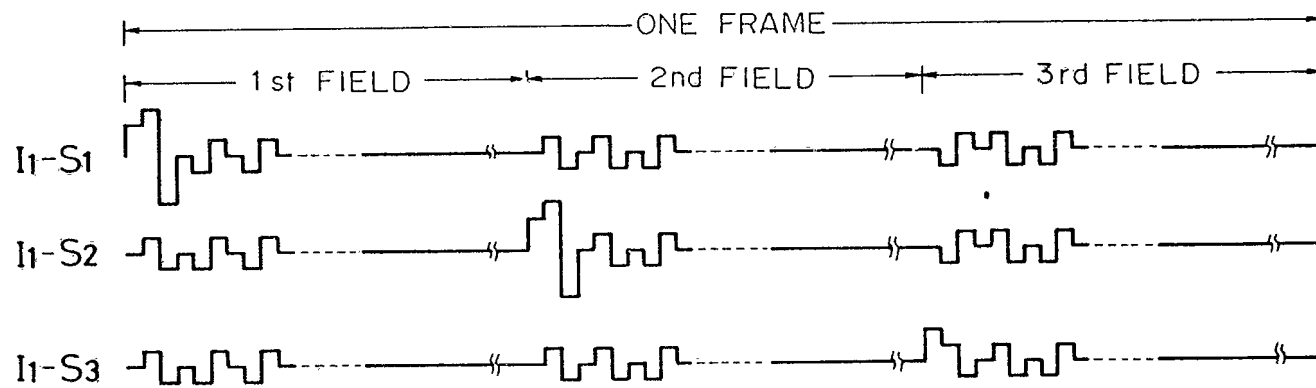 ONE FRAME
1st FIELD 2nd FIELD 3rd FIELD
I1-S1
I1-S2
I1-S3